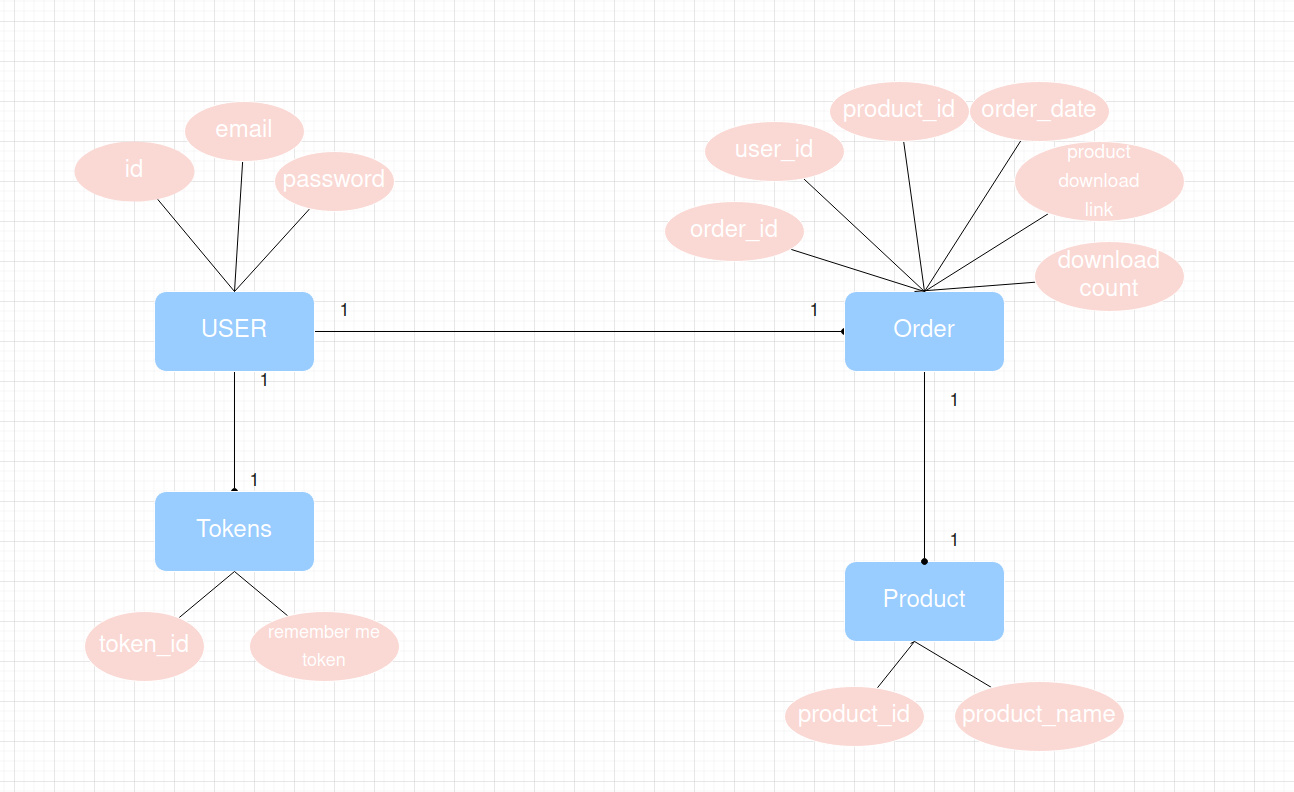 product_id
order_date
email
user_id
product
download
link
id
password
order_id
download
count
1
1
USER
Order
1
1
1
1
Tokens
1
Product
token_id
remember me
token
product_id
product_name